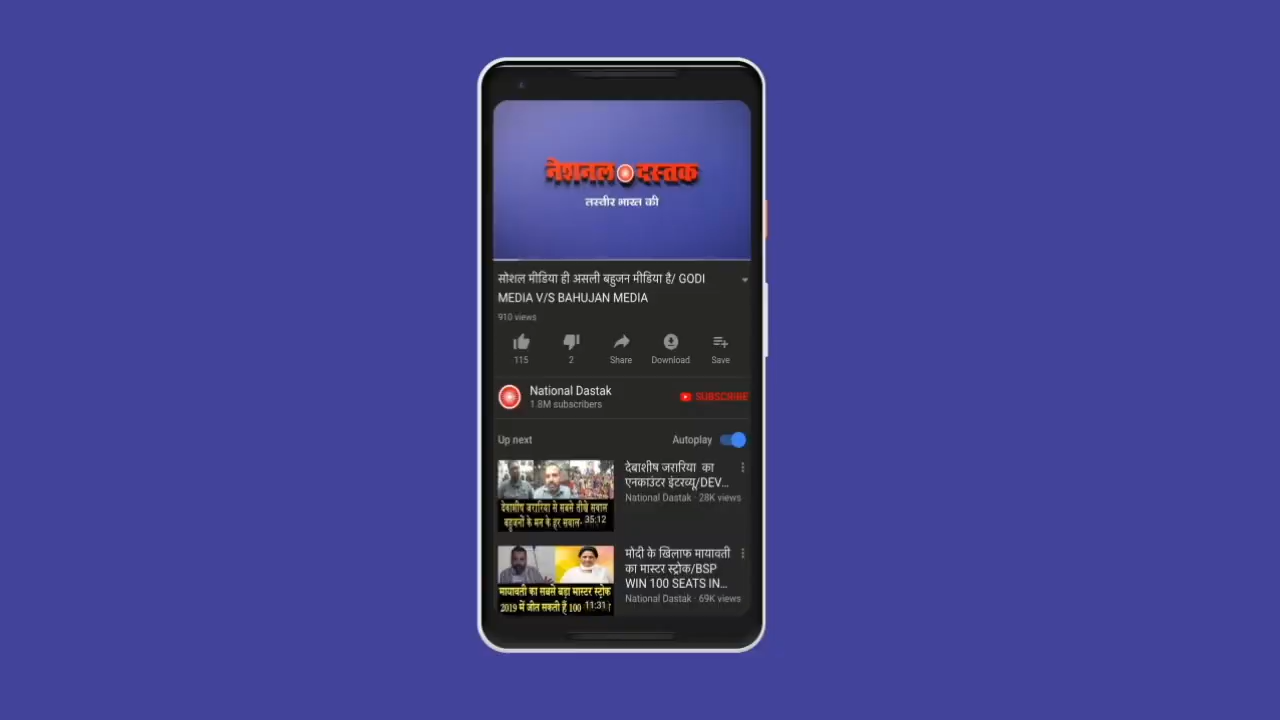 नेशनल दस्तक
तस्वीर भारत की
सोशल मीडिया ही असली बहुजन मीडिया है/ GODI
MEDIA V/S BAHUJAN MEDIA
910 views
115
2
Share
Download
Save
National Dastak
1.8M subscribers
SUBSCRIBE
Up next
Autoplay
देबाशीष जरारिया का
एनकाउंटर इंटरव्यू/DEV...
National Dastak · 28K views
देबाशीष जरारिया से सबसे तीखे सवाल
बहुजनों के मन के हर सवाल-
35:12
मोदी के खिलाफ मायावती
का मास्टर स्ट्रोक/BSP
WIN 100 SEATS IN...
National Dastak · 69K views
मायावती का सबसे बड़ा मास्टर स्ट्रोक
2019 में जीत सकती हैं 100
11:31